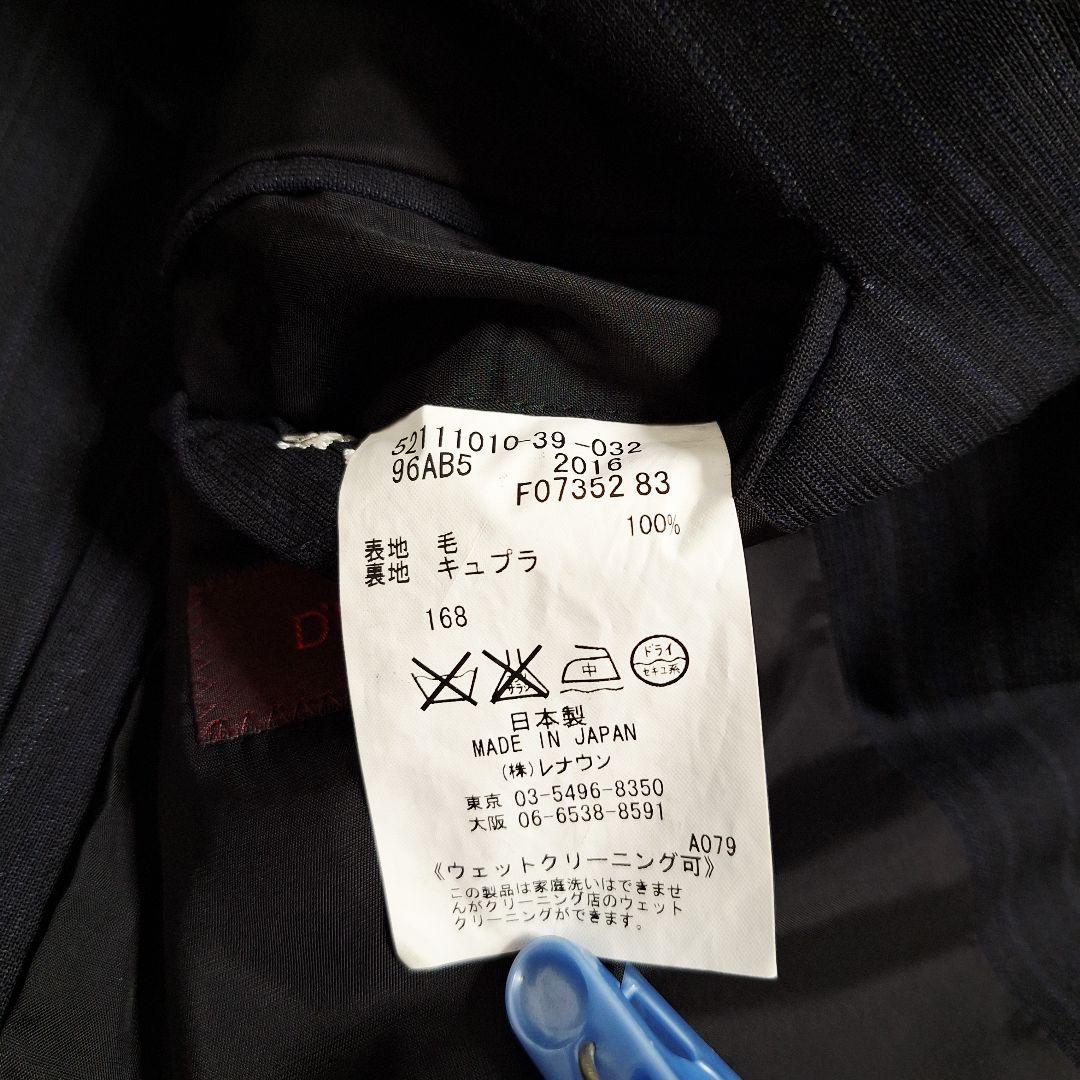 52111010-39-032
96AB5 2016
F07352 83
表地 毛 100%
裏地 キュプラ
168
サラシ
中
ドライ
セキユ系
日本製
MADE IN JAPAN
(株)レナウン
東京 03-5496-8350
大阪 06-6538-8591
A079
《ウェットクリーニング可》
この製品は家庭洗いはできませ
んがクリーニング店のウェット
クリーニングができます。
D'